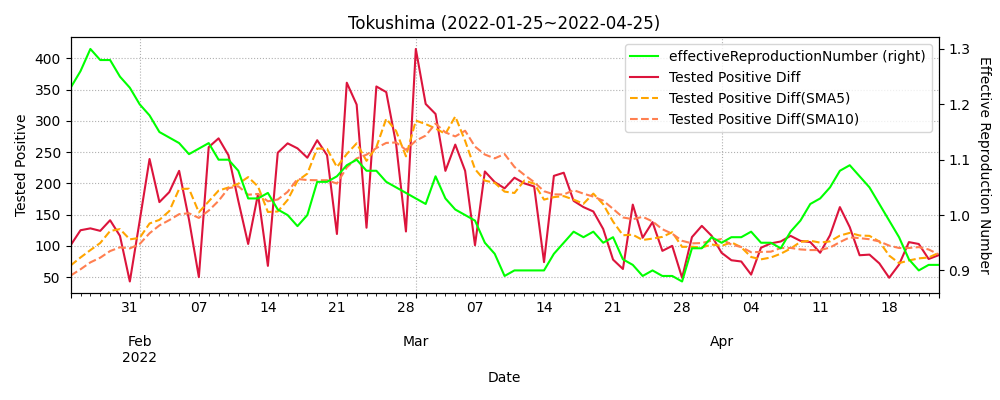 Tokushima (2022-01-25~2022-04-25)
effectiveReproductionNumber (right)
Tested Positive Diff
Tested Positive Diff(SMA5)
Tested Positive Diff(SMA10)
Tested Positive
400
350
300
250
200
150
100
50
1.3
1.2
1.1
1.0
0.9
Effective Reproduction Number
31 07 14 21 28 07 14 21 28 04 11 18
Feb Mar Apr
2022
Date